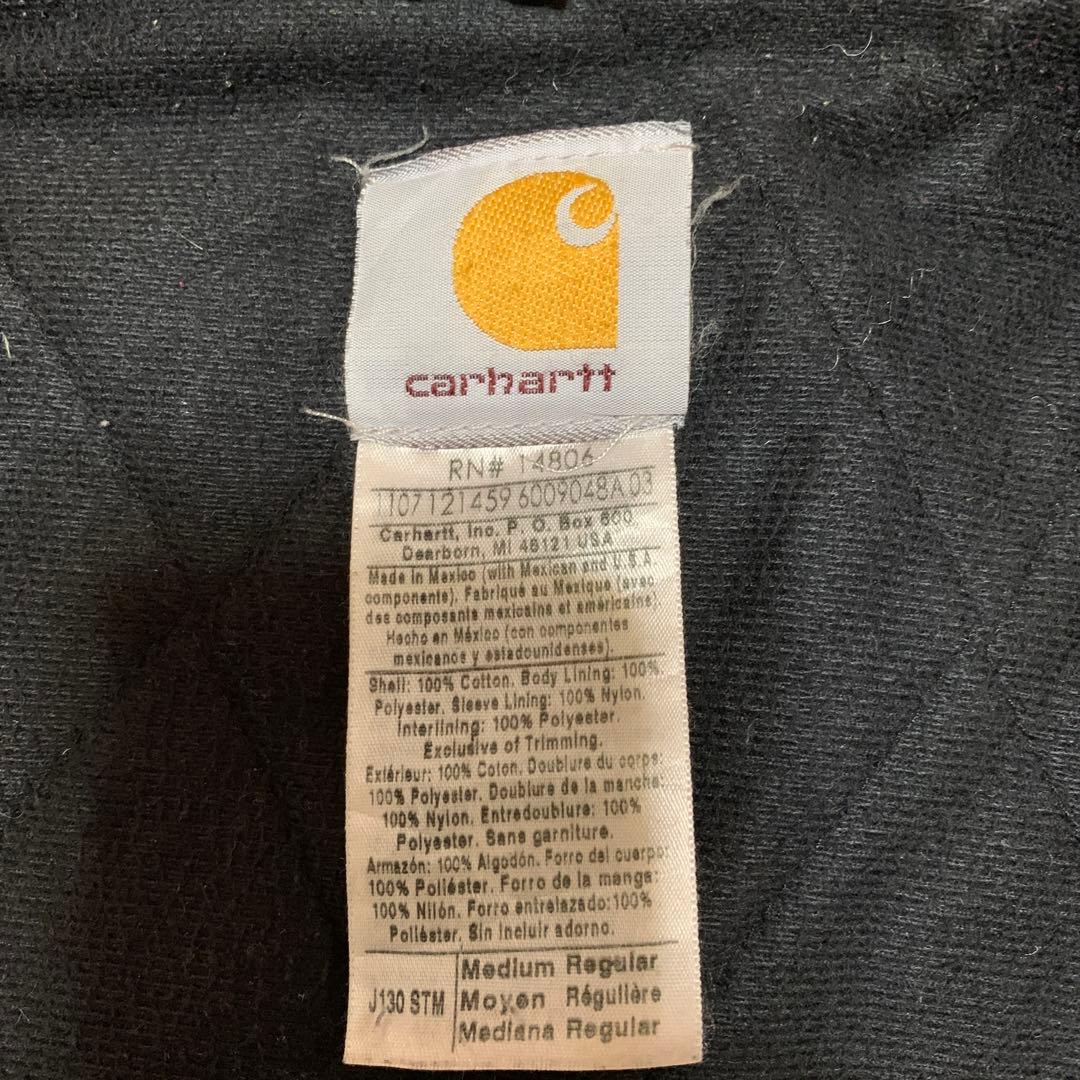 carhartt
RN# 14806
1107121459 6009048A 03
Carhartt, Inc. P. O. Box 600,
Dearborn, MI 48121 USA
Made in Mexico (with Mexican and U.S.A.
components). Fabriqué au Mexique (avec
des composants mexicains et américains).
Hecho en México (con componentes
mexicanos y estadounidenses).
Shell: 100% Cotton. Body Lining: 100%
Polyester. Sleeve Lining: 100% Nylon.
Interlining: 100% Polyester.
Exclusive of Trimming.
Extérieur: 100% Coton. Doublure du corps:
100% Polyester. Doublure de la manche:
100% Nylon. Entredoublure: 100%
Polyester. Sans garniture.
Armazón: 100% Algodón. Forro del cuerpo:
100% Poliéster. Forro de la manga:
100% Nilón. Forro entrelazado:100%
Poliéster. Sin incluir adorno.
J130 STM
Medium Regular
Moyen Régulière
Mediana Regular